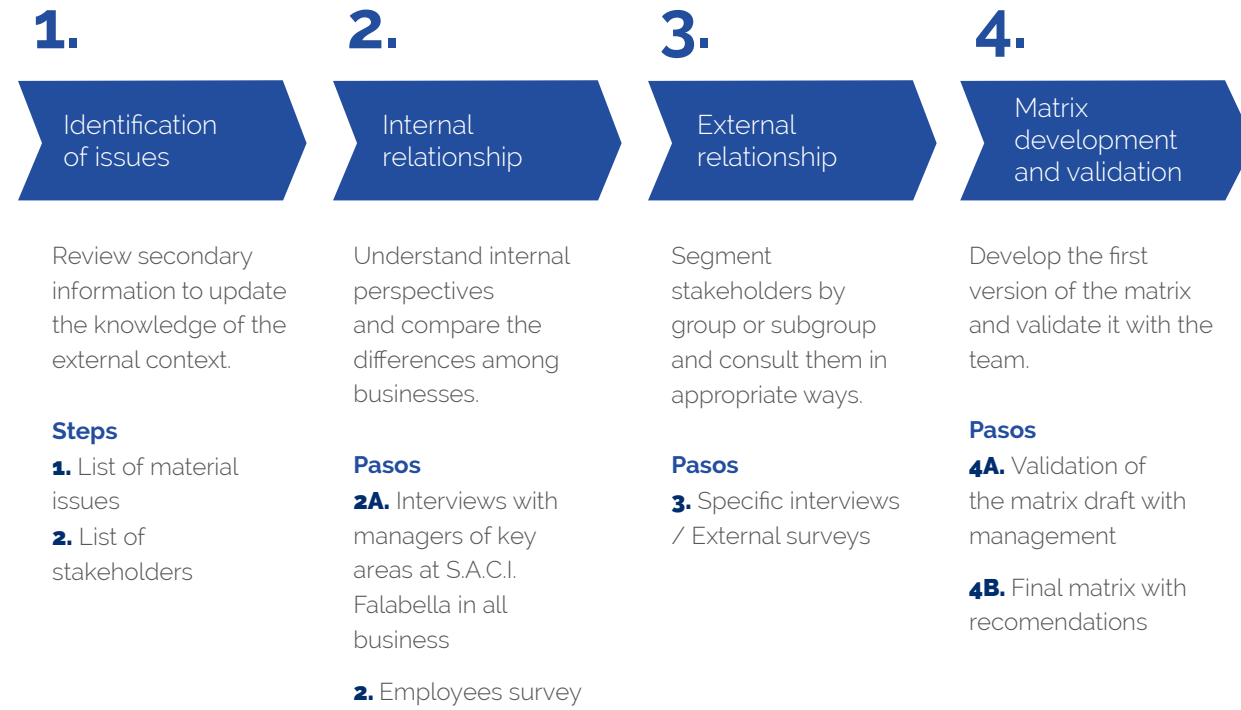 1.
Identification
of issues
Review secondary
information to update
the knowledge of the
external context.
Steps
1. List of material
issues
2. List of
stakeholders
2.
Internal
relationship
Understand internal
perspectives
and compare the
differences among
businesses.
Pasos
2A. Interviews with
managers of key
areas at S.A.C.I.
Falabella in all
business
2. Employees survey
3.
External
relationship
Segment
stakeholders by
group or subgroup
and consult them in
appropriate ways.
Pasos
3. Specific interviews
/ External surveys
4.
Matrix
development
and validation
Develop the first
version of the matrix
and validate it with the
team.
Pasos
4A. Validation of
the matrix draft with
management
4B. Final matrix with
recomendations